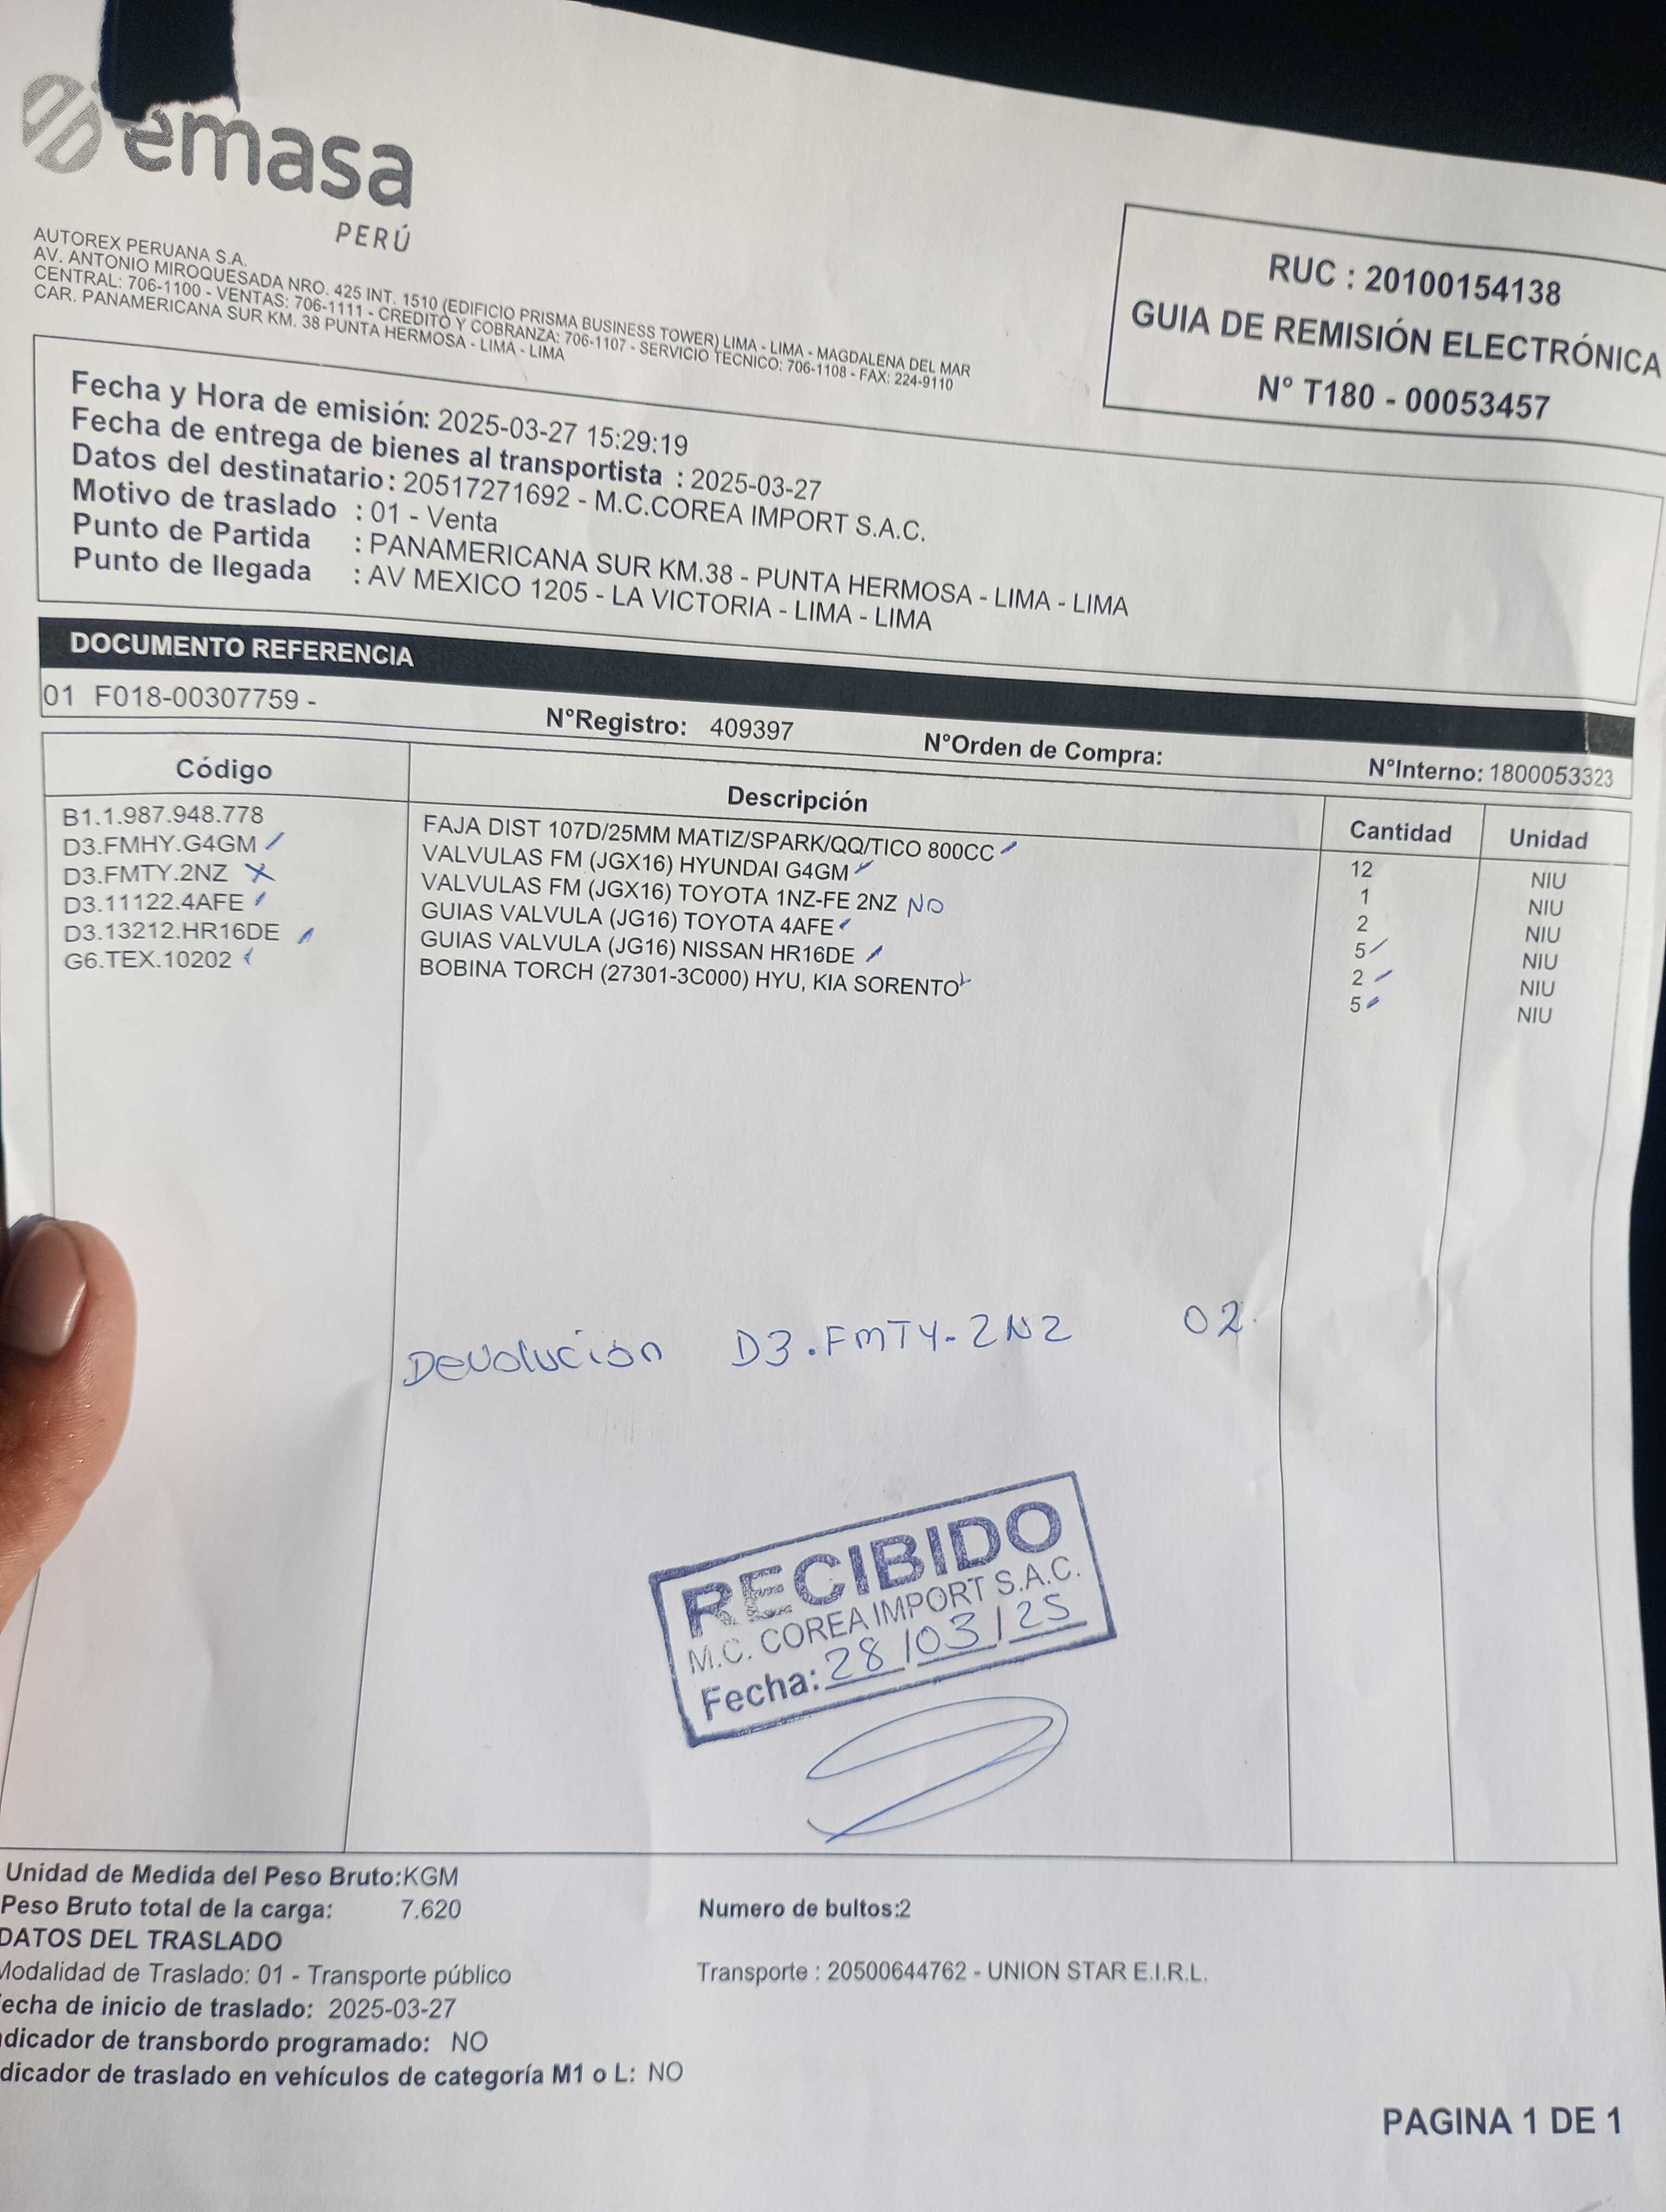 emasa
PERÚ
AUTOREX PERUANA S.A.
AV. ANTONIO MIROQUESADA NRO. 425 INT. 1510 (EDIFICIO PRISMA BUSINESS TOWER) LIMA - LIMA - MAGDALENA DEL MAR
CENTRAL: 706-1100 - VENTAS: 706-1111 - CREDITO Y COBRANZA: 706-1107 - SERVICIO TECNICO: 706-1108 - FAX: 224-9110
CAR. PANAMERICANA SUR KM. 38 PUNTA HERMOSA - LIMA - LIMA
RUC : 20100154138
GUIA DE REMISIÓN ELECTRÓNICA
N° T180 - 00053457
Fecha y Hora de emisión: 2025-03-27 15:29:19
Fecha de entrega de bienes al transportista : 2025-03-27
Datos del destinatario : 20517271692 - M.C.COREA IMPORT S.A.C.
Motivo de traslado : 01 - Venta
Punto de Partida : PANAMERICANA SUR KM.38 - PUNTA HERMOSA - LIMA - LIMA
Punto de llegada : AV MEXICO 1205 - LA VICTORIA - LIMA - LIMA
DOCUMENTO REFERENCIA
01 F018-00307759 - N°Registro: 409397 N°Orden de Compra: N°Interno: 1800053323
Código Descripción Cantidad Unidad
B1.1.987.948.778 FAJA DIST 107D/25MM MATIZ/SPARK/QQ/TICO 800CC 12 NIU
D3.FMHY.G4GM VALVULAS FM (JGX16) HYUNDAI G4GM 1 NIU
D3.FMTY.2NZ X VALVULAS FM (JGX16) TOYOTA 1NZ-FE 2NZ NO 2 NIU
D3.11122.4AFE GUIAS VALVULA (JG16) TOYOTA 4AFE 5 NIU
D3.13212.HR16DE GUIAS VALVULA (JG16) NISSAN HR16DE 2 NIU
G6.TEX.10202 BOBINA TORCH (27301-3C000) HYU, KIA SORENTO 5 NIU
Devolución D3.FMTY-2NZ 02
RECIBIDO
M.C. COREA IMPORT S.A.C.
Fecha: 28/03/25
Unidad de Medida del Peso Bruto:KGM
Peso Bruto total de la carga: 7.620 Numero de bultos:2
DATOS DEL TRASLADO
Modalidad de Traslado: 01 - Transporte público Transporte : 20500644762 - UNION STAR E.I.R.L.
echa de inicio de traslado: 2025-03-27
dicador de transbordo programado: NO
dicador de traslado en vehículos de categoría M1 o L: NO
PAGINA 1 DE 1